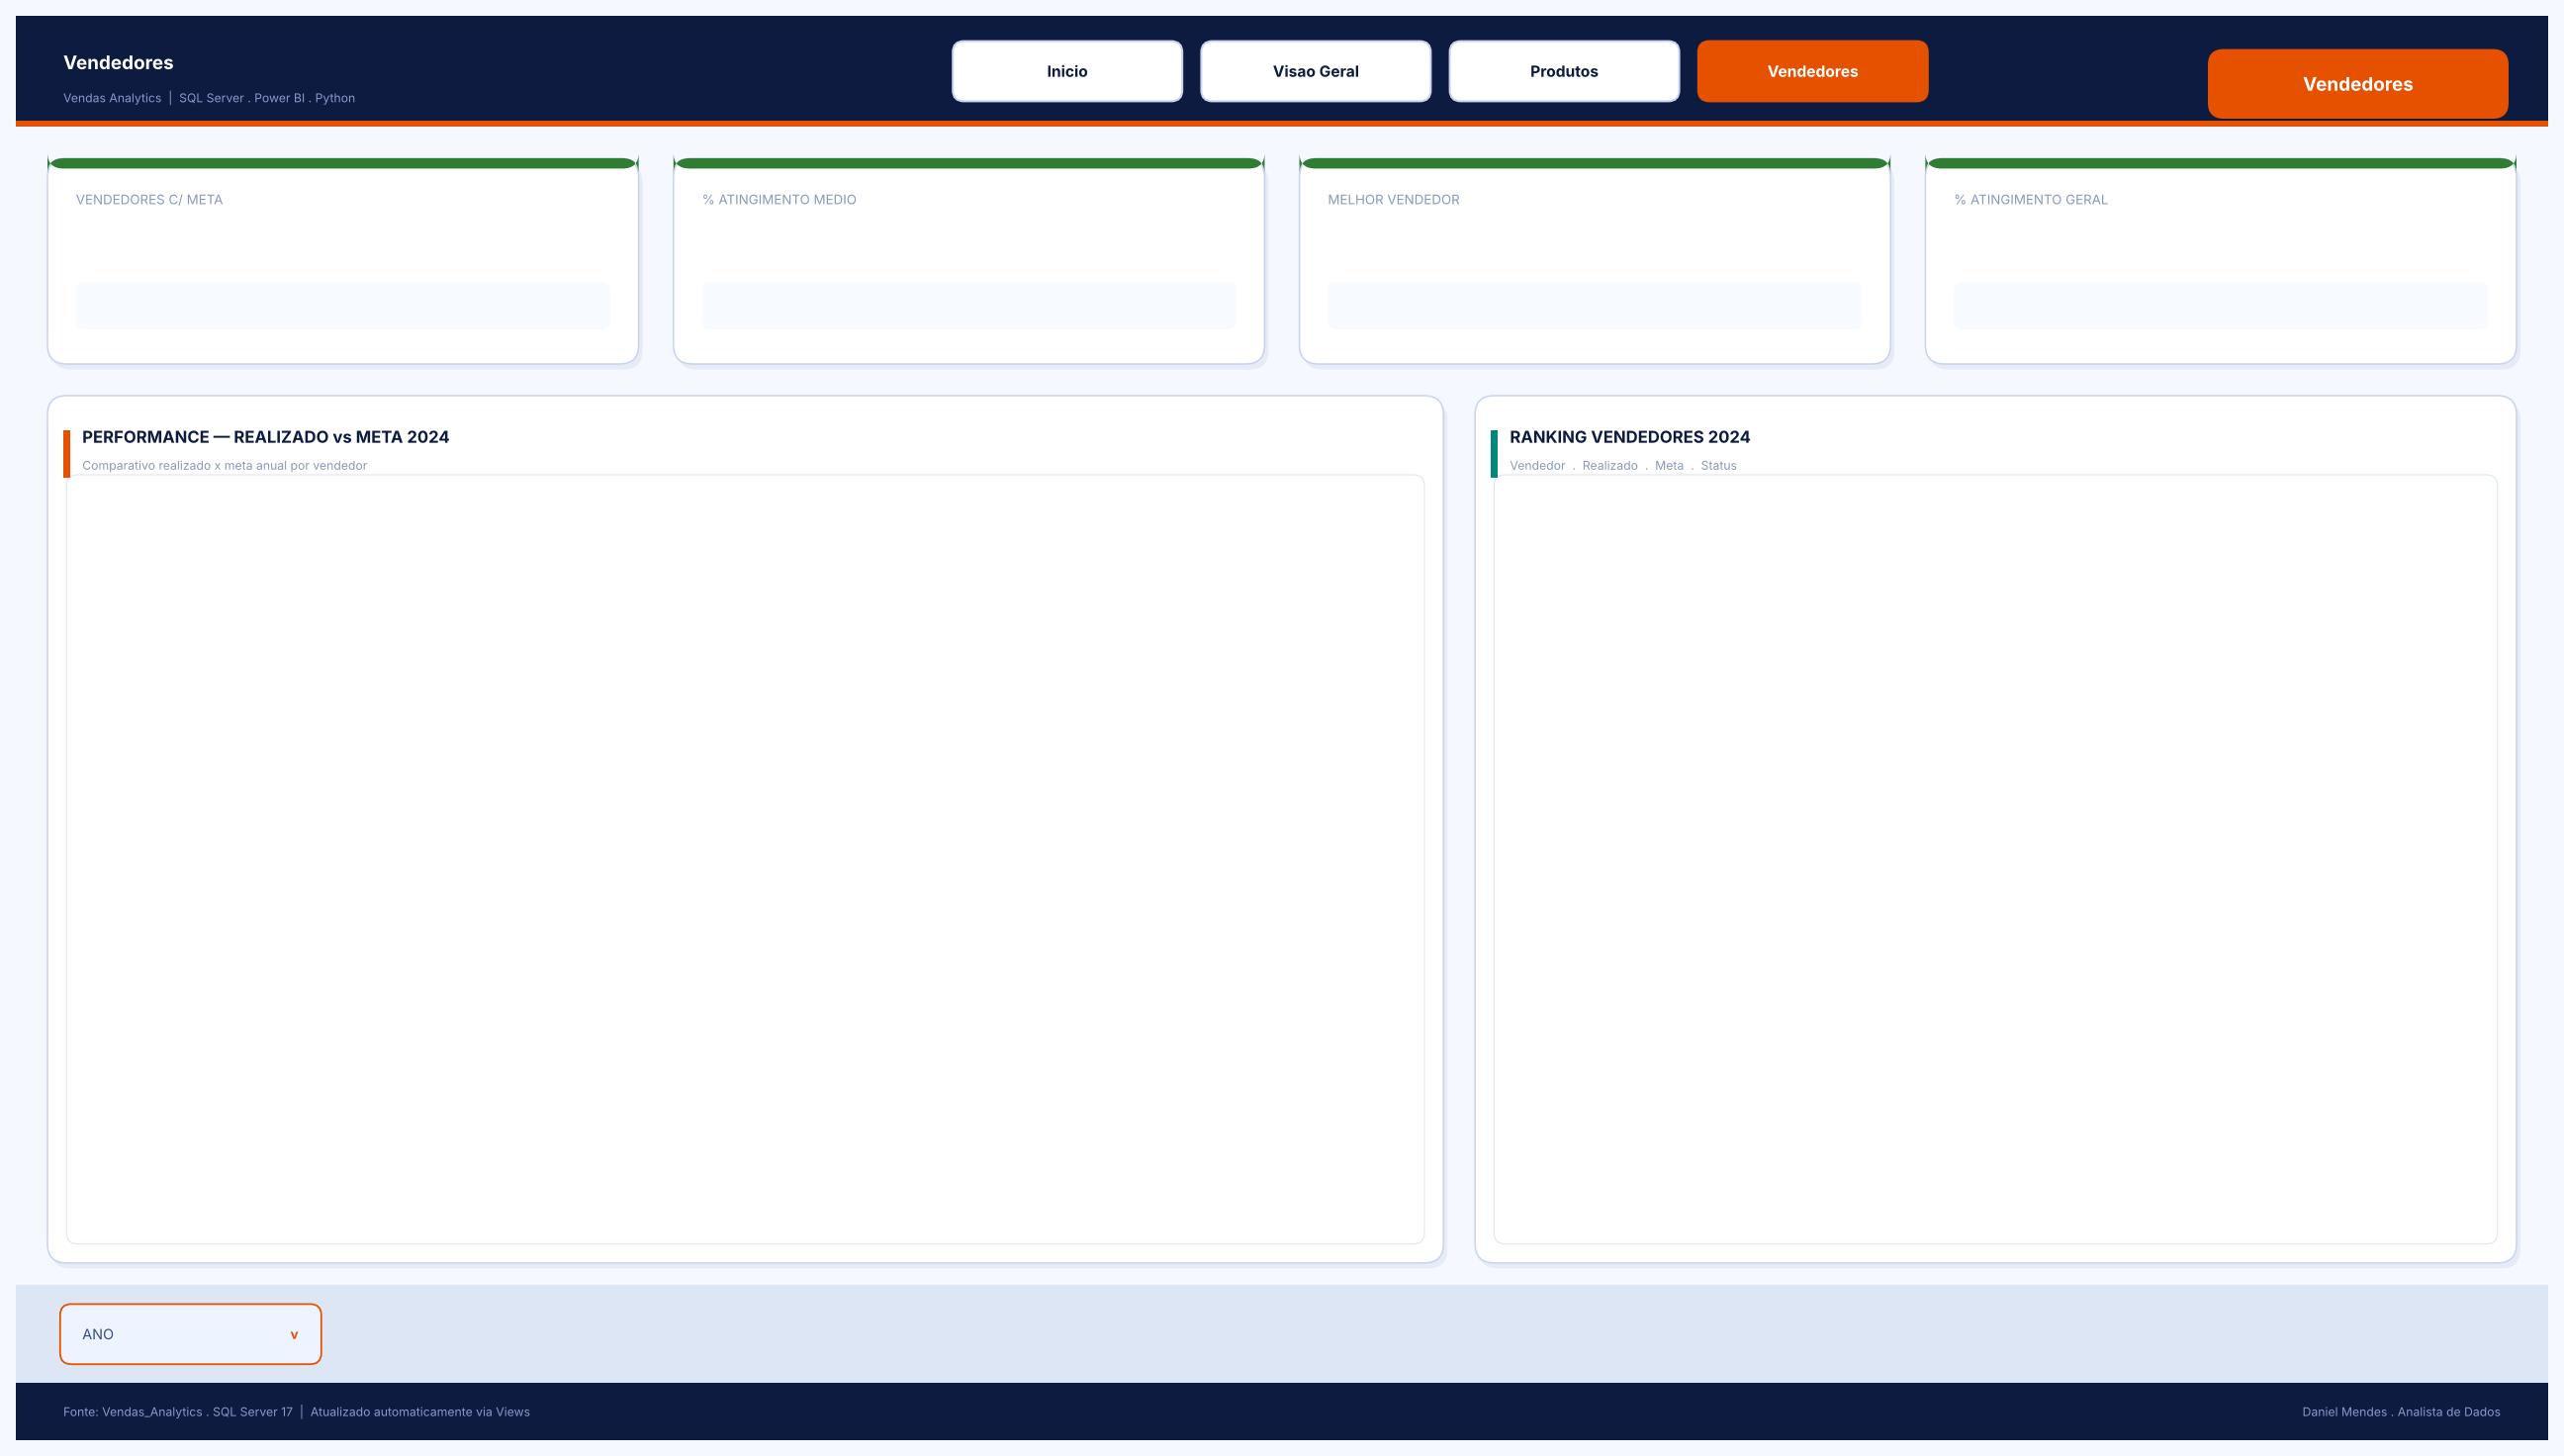 Vendedores
Vendas Analytics | SQL Server . Power BI . Python
Inicio
Visao Geral
Produtos
Vendedores
Vendedores
VENDEDORES C/ META
% ATINGIMENTO MEDIO
MELHOR VENDEDOR
% ATINGIMENTO GERAL
PERFORMANCE — REALIZADO vs META 2024
Comparativo realizado x meta anual por vendedor
RANKING VENDEDORES 2024
Vendedor . Realizado . Meta . Status
ANO v
Fonte: Vendas_Analytics . SQL Server 17 | Atualizado automaticamente via Views
Daniel Mendes . Analista de Dados